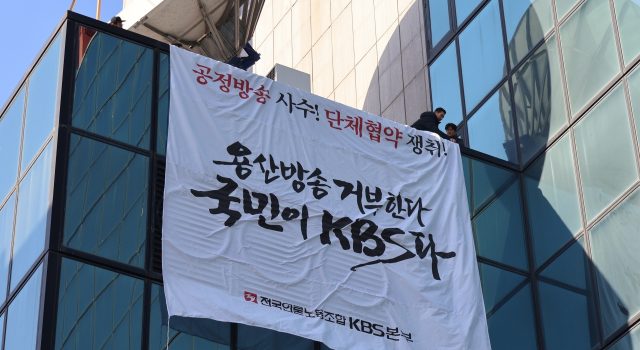 공정방송 사수! 단체협약 쟁취!
용산방송 거부한다
국민이 KBS다
전국언론노동조합 KBS본부